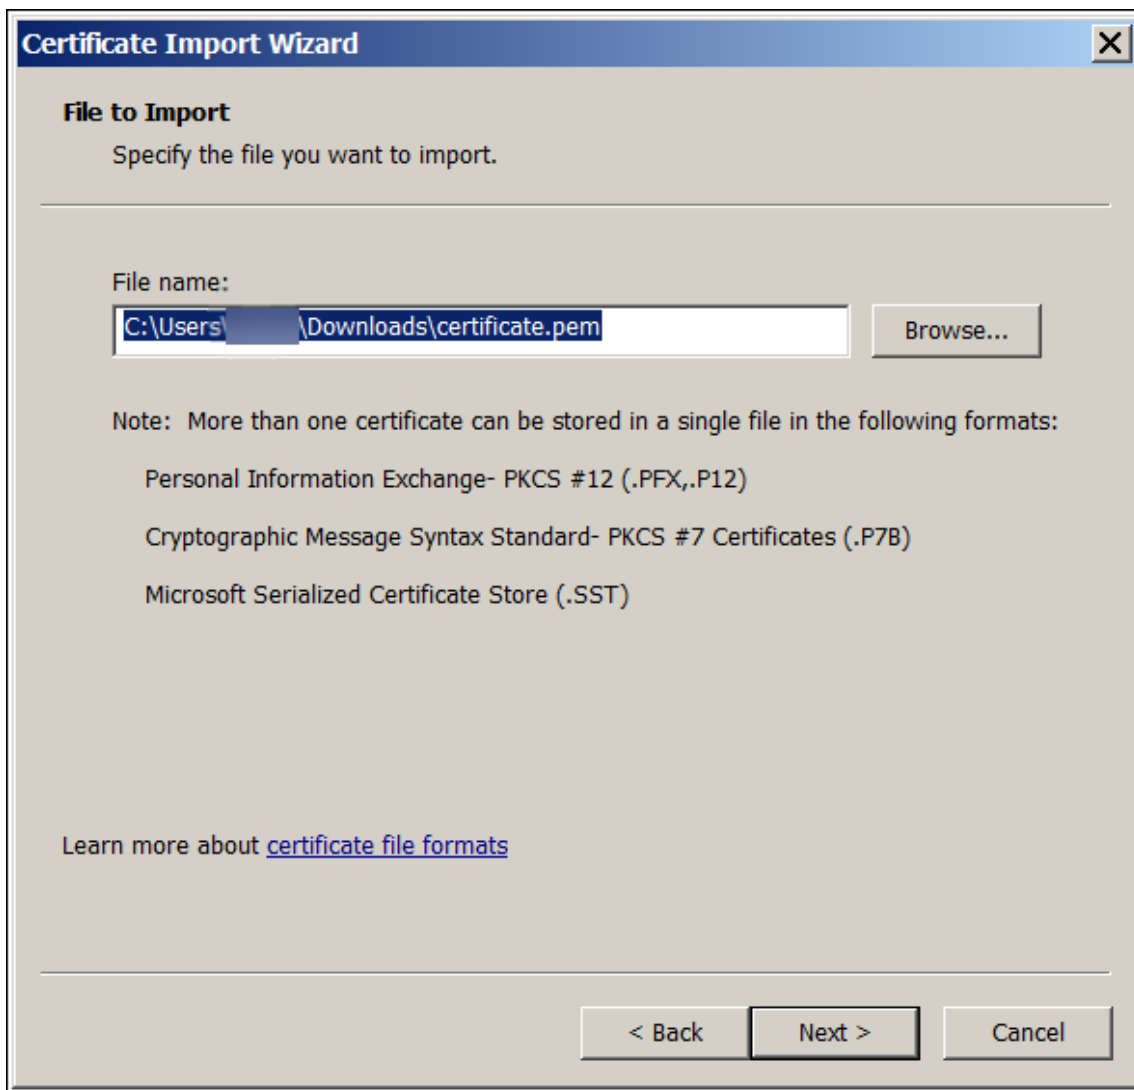 Certificate Import Wizard
File to Import
Specify the file you want to import.
File name:
C:\Users\ \Downloads\certificate.pem
Browse...
Note: More than one certificate can be stored in a single file in the following formats:
Personal Information Exchange- PKCS #12 (.PFX,.P12)
Cryptographic Message Syntax Standard- PKCS #7 Certificates (.P7B)
Microsoft Serialized Certificate Store (.SST)
Learn more about certificate file formats
< Back
Next >
Cancel